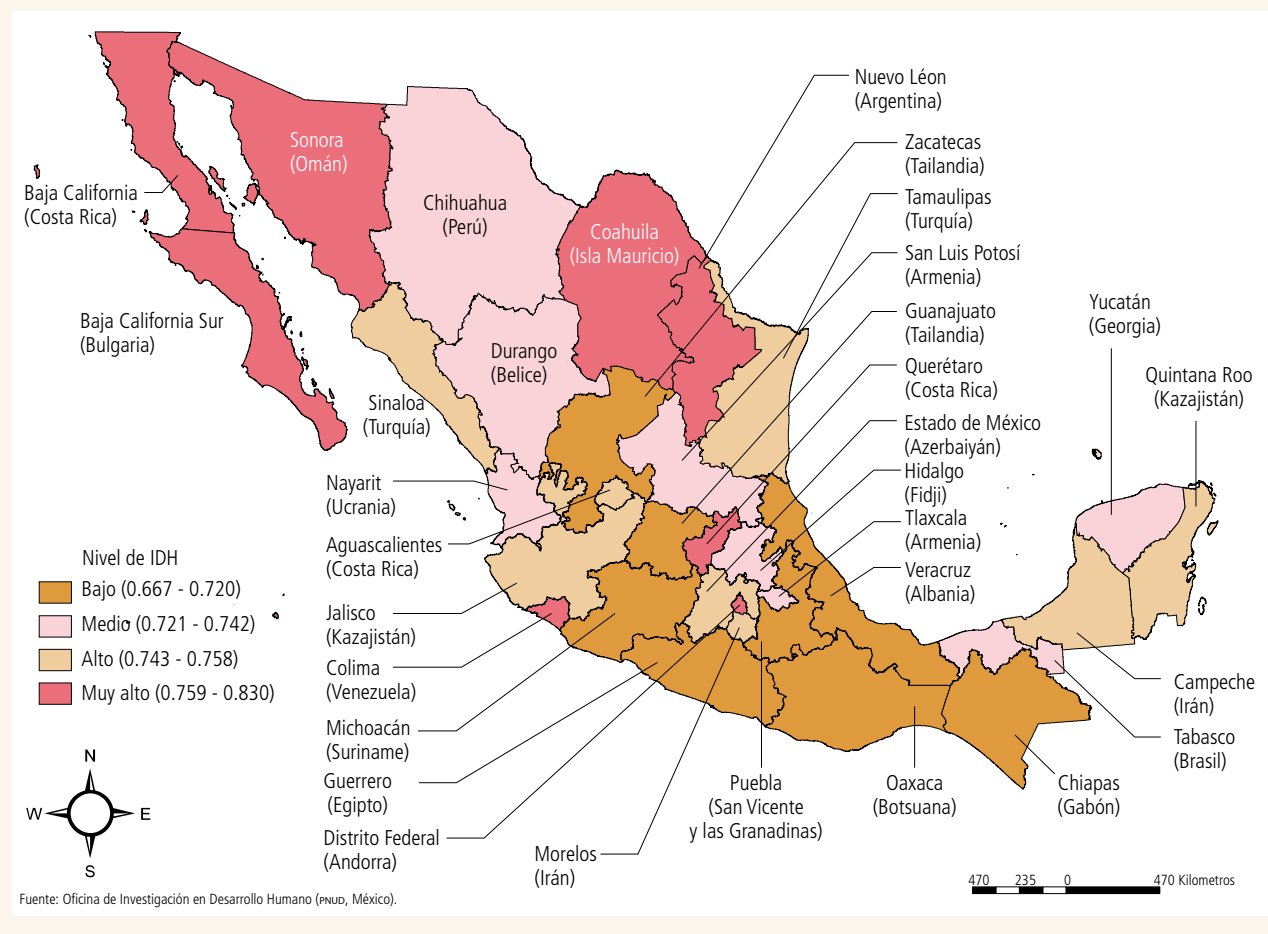 Nuevo Léon
(Argentina)
Zacatecas
(Tailandia)
Tamaulipas
(Turquía)
San Luis Potosí
(Armenia)
Guanajuato
(Tailandia)
Querétaro
(Costa Rica)
Estado de México
(Azerbaiyán)
Hidalgo
(Fidji)
Tlaxcala
(Armenia)
Veracruz
(Albania)
Yucatán
(Georgia)
Quintana Roo
(Kazajistán)
Sonora
(Omán)
Baja California
(Costa Rica)
Chihuahua
(Perú)
Coahuila
(Isla Mauricio)
Baja California Sur
(Bulgaria)
Durango
(Belice)
Sinaloa
(Turquía)
Nayarit
(Ucrania)
Aguascalientes
(Costa Rica)
Jalisco
(Kazajistán)
Colima
(Venezuela)
Michoacán
(Suriname)
Guerrero
(Egipto)
Distrito Federal
(Andorra)
Morelos
(Irán)
Puebla
(San Vicente
y las Granadinas)
Oaxaca
(Botsuana)
Chiapas
(Gabón)
Campeche
(Irán)
Tabasco
(Brasil)
Nivel de IDH
Bajo (0.667 - 0.720)
Medio (0.721 - 0.742)
Alto (0.743 - 0.758)
Muy alto (0.759 - 0.830)
N
W E
S
470 235 0 470 Kilometros
Fuente: Oficina de Investigación en Desarrollo Humano (PNUD, México).